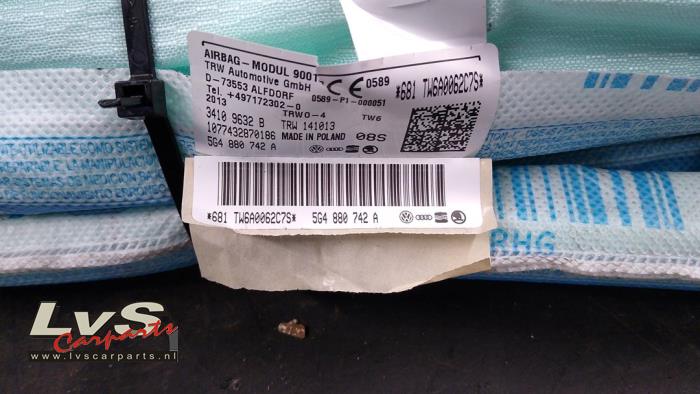 AIRBAG-MODUL 9001
TRW Automotive GmbH
D-73553 ALFDORF
Tel. +497172302-0
2013
CE 0589
0589-P1-000051
TRWO-4 TW6
3410 9632 B TRW 141013
1077432870186 MADE IN POLAND 08S
5G4 880 742 A
*681 TW6A0062C7S*
*681 TW6A0062C7S* 5G4 880 742 A
RHG
LvS
Carparts
www.lvscarparts.nl